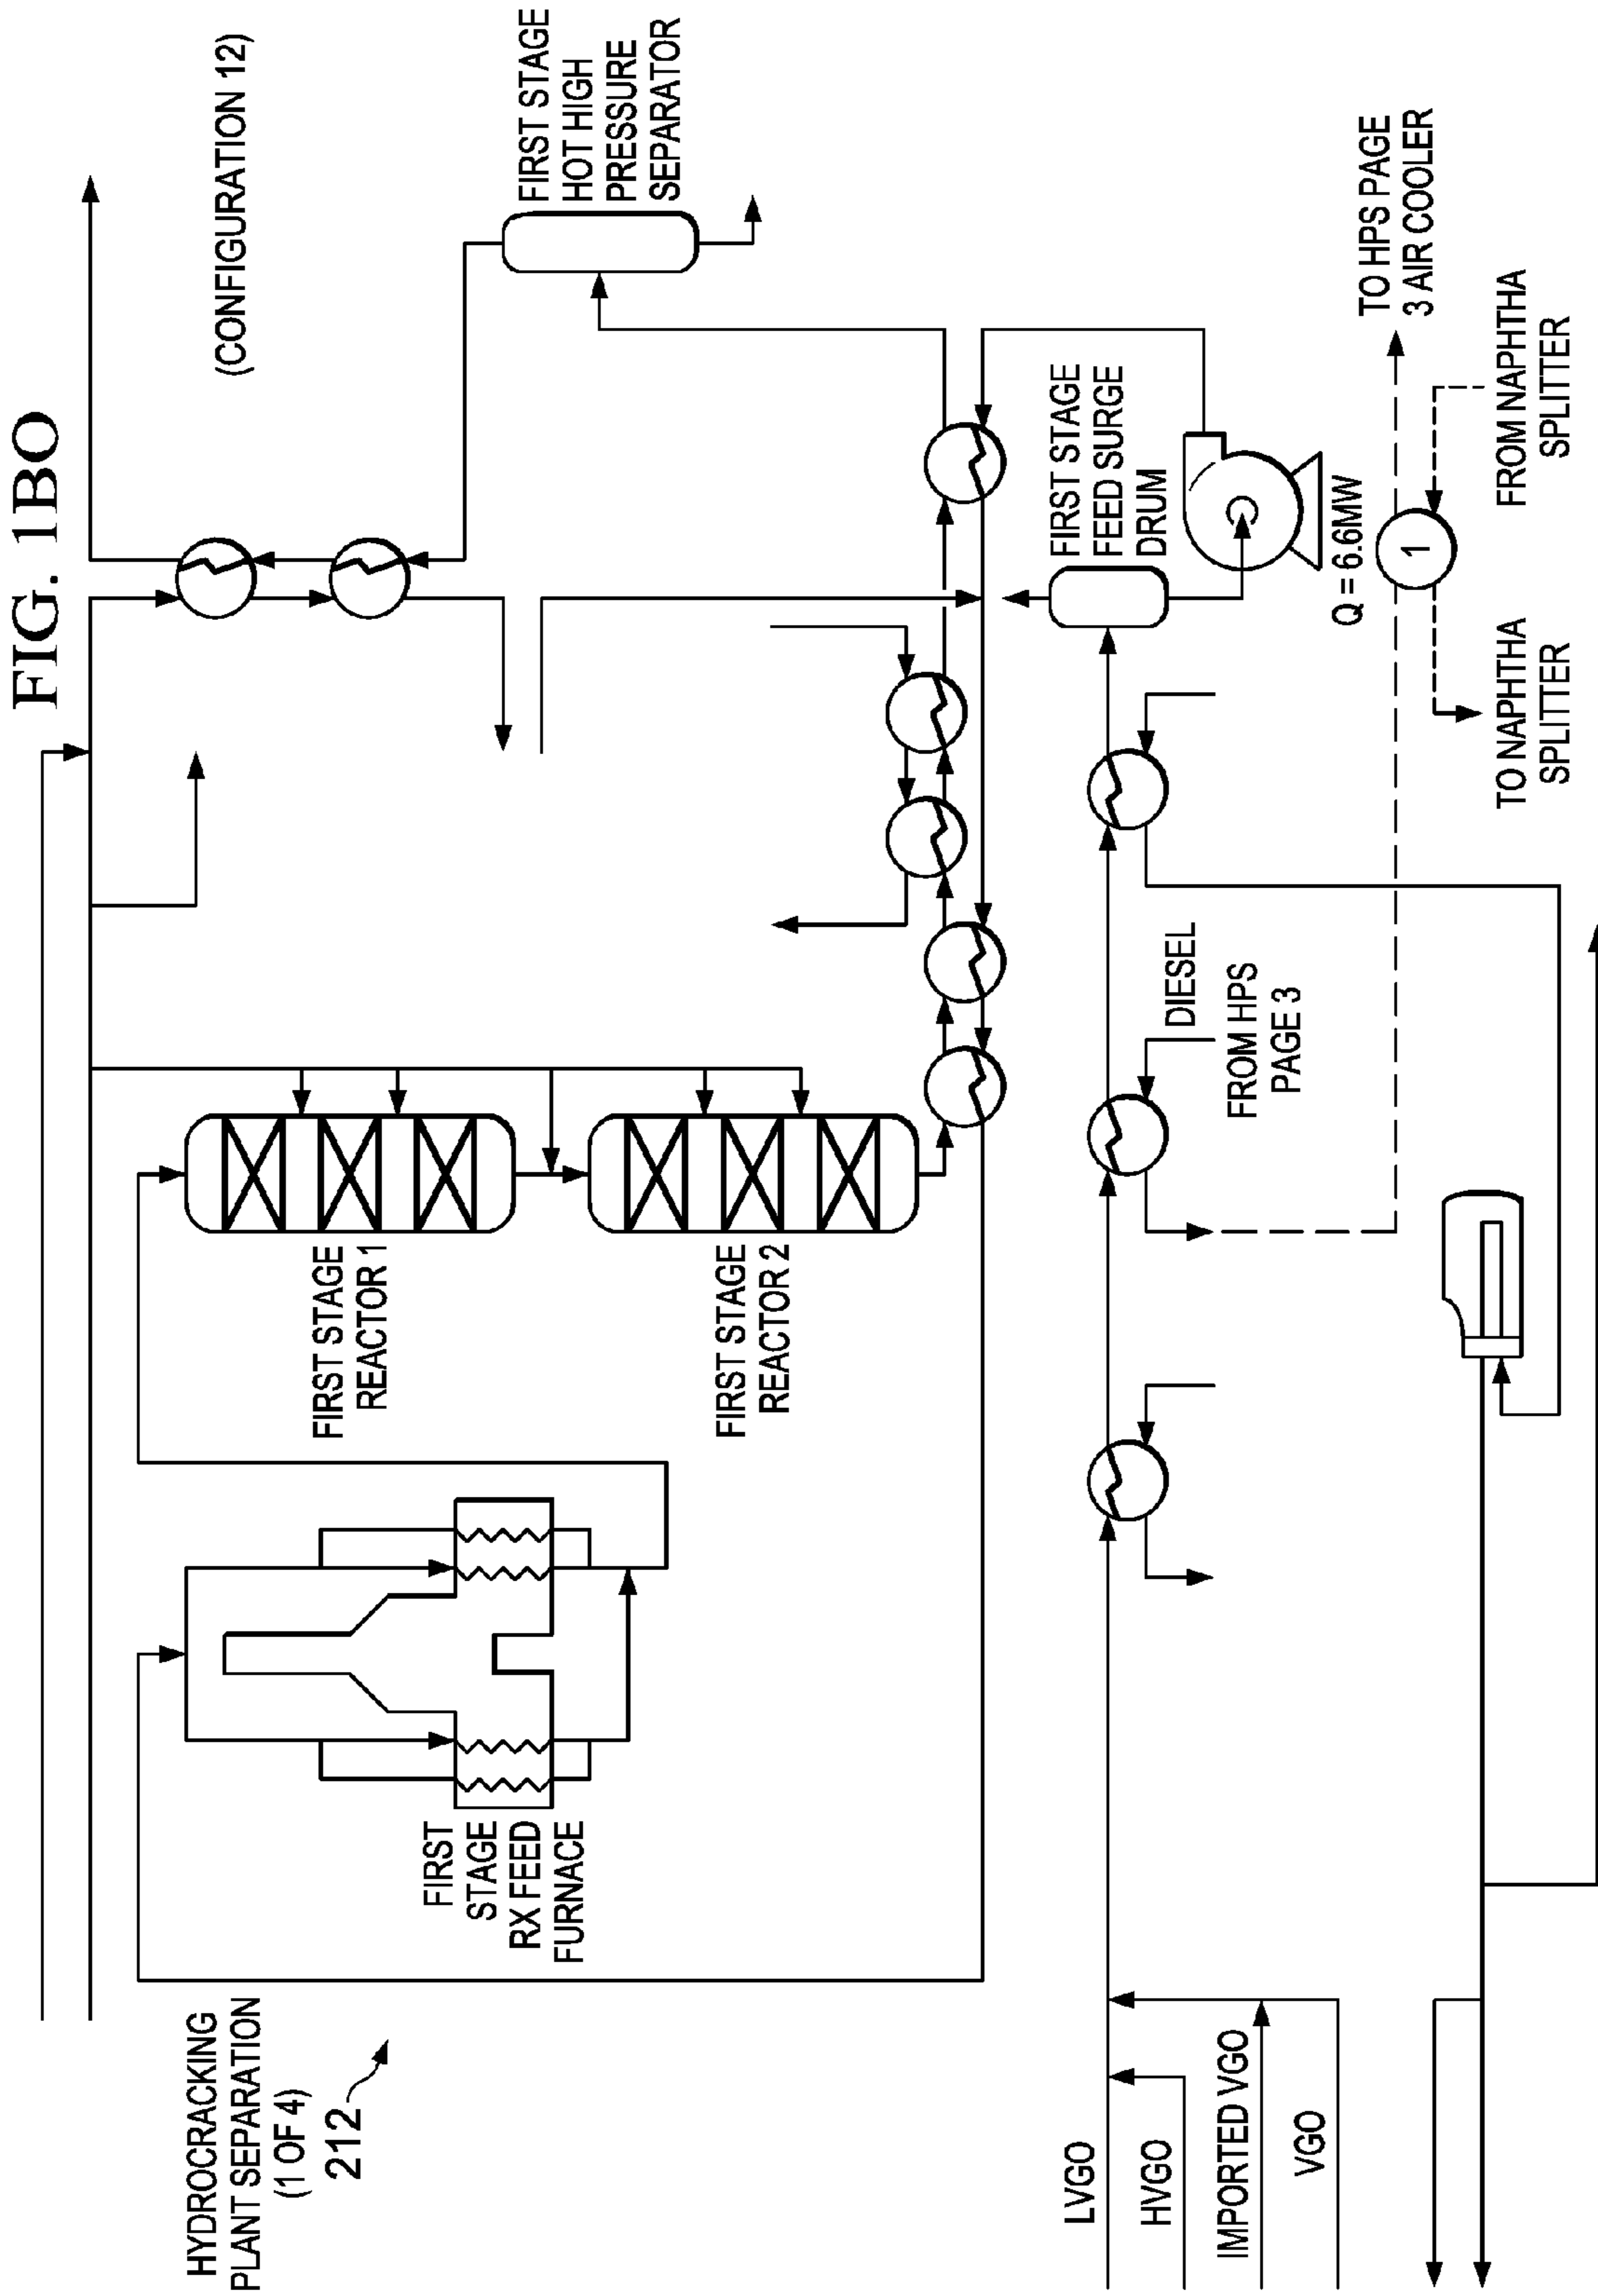 FIG. 1BO
(CONFIGURATION 12)
HYDROCRACKING
PLANT SEPARATION
(1 OF 4)
212
FIRST
STAGE
RX FEED
FURNACE
FIRST STAGE
REACTOR 1
FIRST STAGE
REACTOR 2
FIRST STAGE
HOT HIGH
PRESSURE
SEPARATOR
FIRST STAGE
FEED SURGE
DRUM
LVGO
HVGO
IMPORTED VGO
VGO
DIESEL
FROM HPS
PAGE 3
Q = 6.6MW
1
TO HPS PAGE
3 AIR COOLER
TO NAPHTHA
SPLITTER
FROM NAPHTHA
SPLITTER